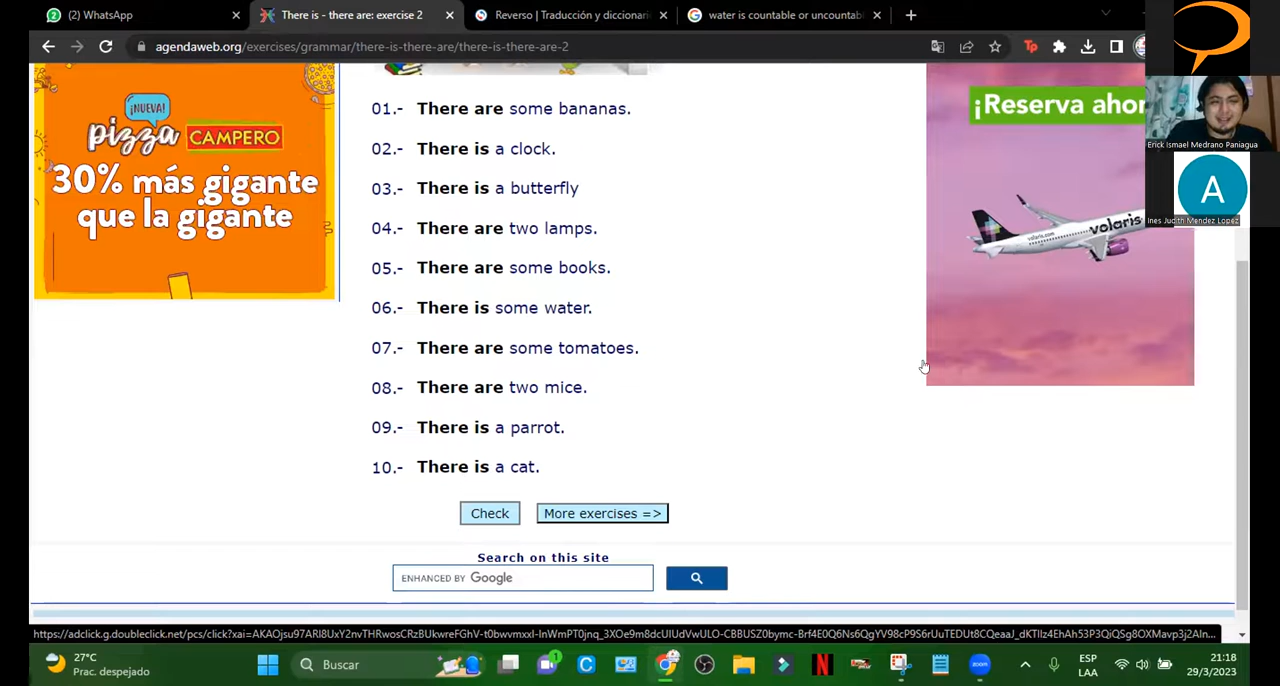 (2) WhatsApp
There is - there are: exercise 2
Reverso | Traducción y diccionari
water is countable or uncountab
agendaweb.org/exercises/grammar/there-is-there-are/there-is-there-are-2
¡NUEVA!
pizza CAMPERO
30% más gigante
que la gigante
01.- There are some bananas.
02.- There is a clock.
03.- There is a butterfly
04.- There are two lamps.
05.- There are some books.
06.- There is some water.
07.- There are some tomatoes.
08.- There are two mice.
09.- There is a parrot.
10.- There is a cat.
Check
More exercises =>
Search on this site
ENHANCED BY Google
¡Reserva ahor
volaris.com
volaris
Erick Ismael Medrano Paniagua
A
Ines Judith Mendez Lopez
27°C
Prac. despejado
Buscar
zoom
ESP
LAA
21:18
29/3/2023